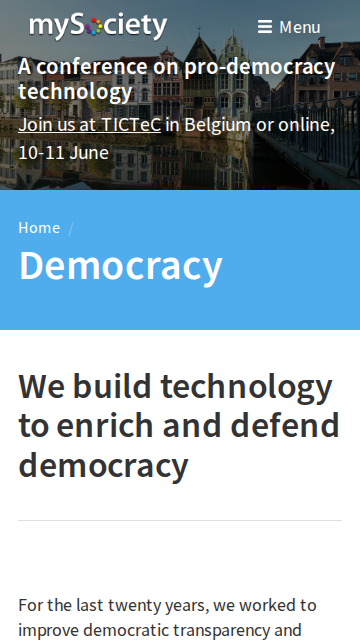 mySociety
Menu
A conference on pro-democracy
technology
Join us at TICTeC in Belgium or online,
10-11 June
Home /
Democracy
We build technology
to enrich and defend
democracy
For the last twenty years, we worked to
improve democratic transparency and